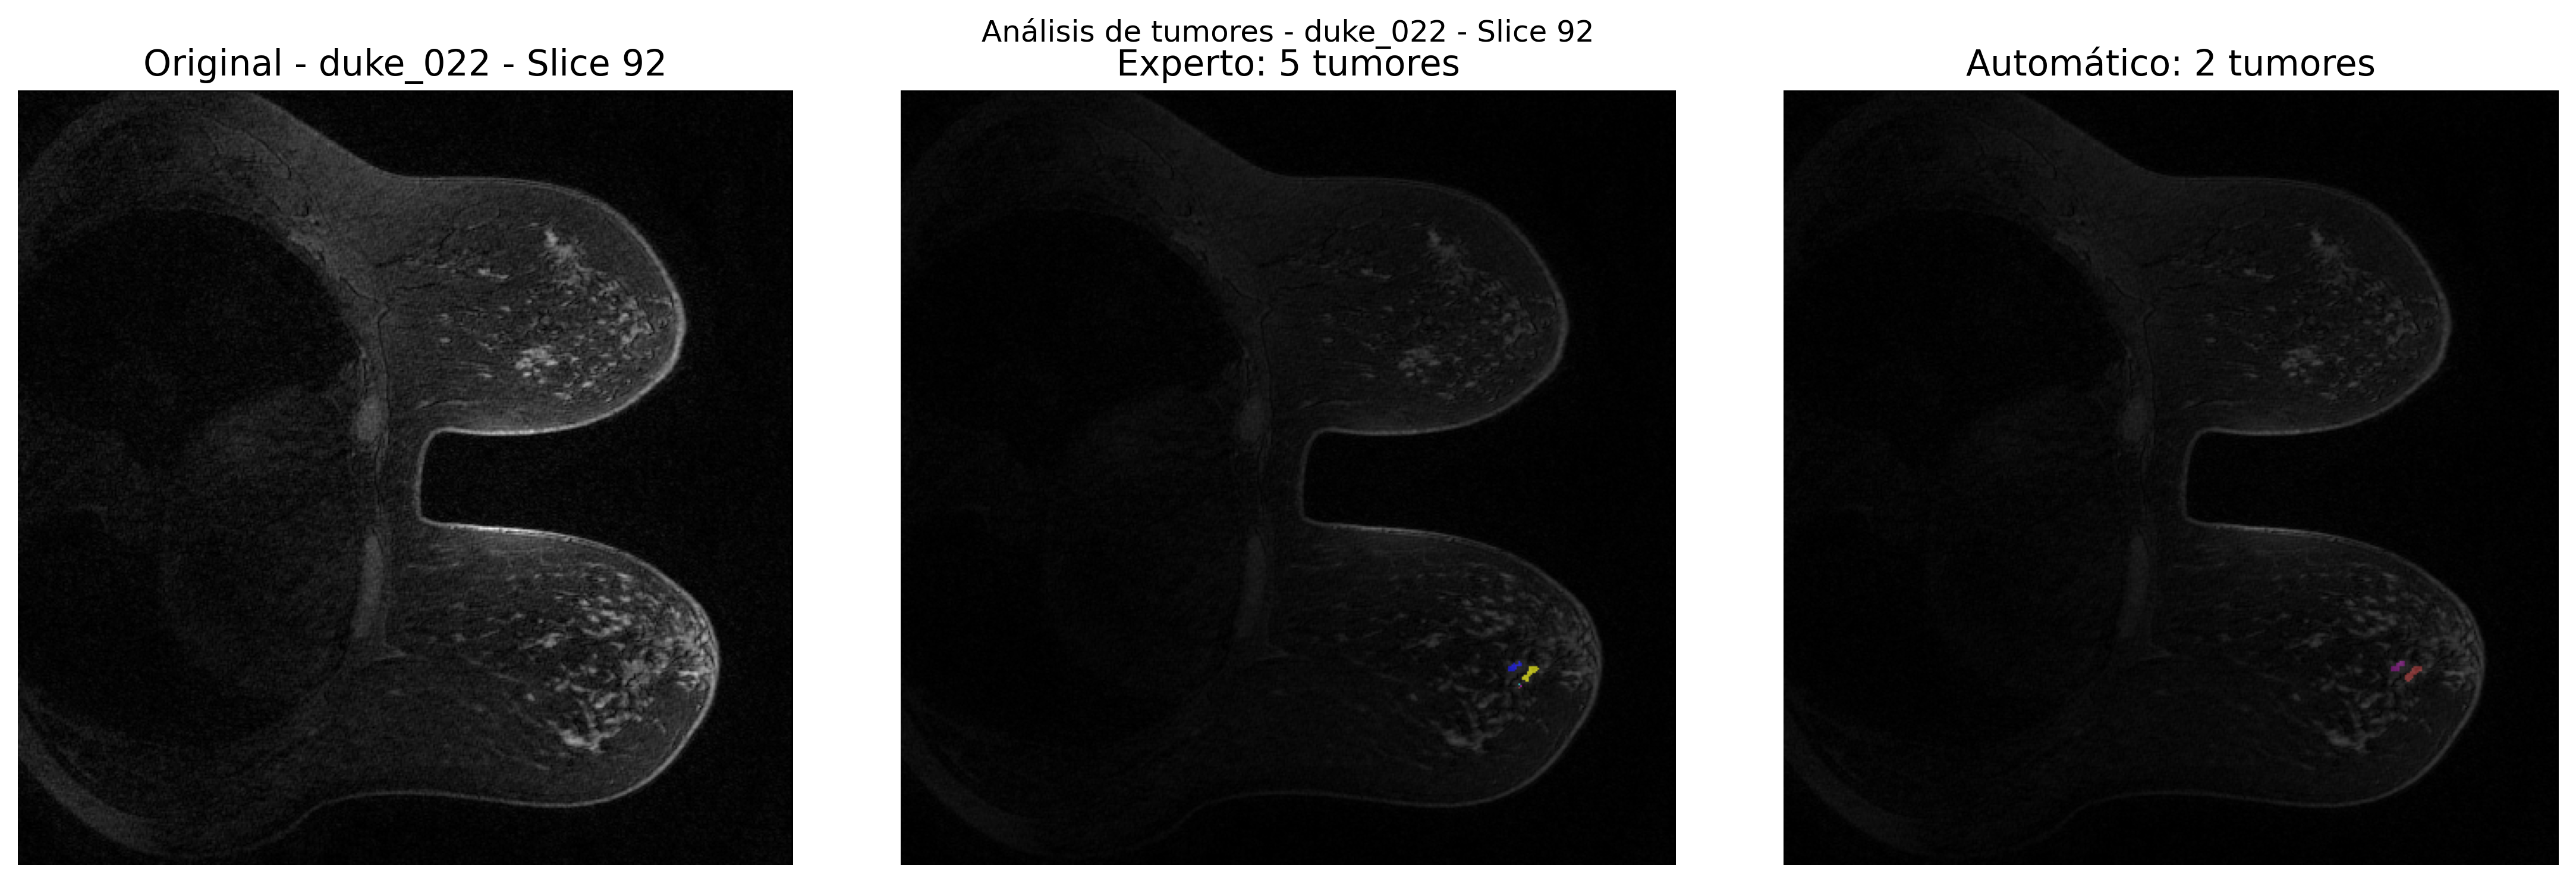 Análisis de tumores - duke_022 - Slice 92
Original - duke_022 - Slice 92
Experto: 5 tumores
Automático: 2 tumores